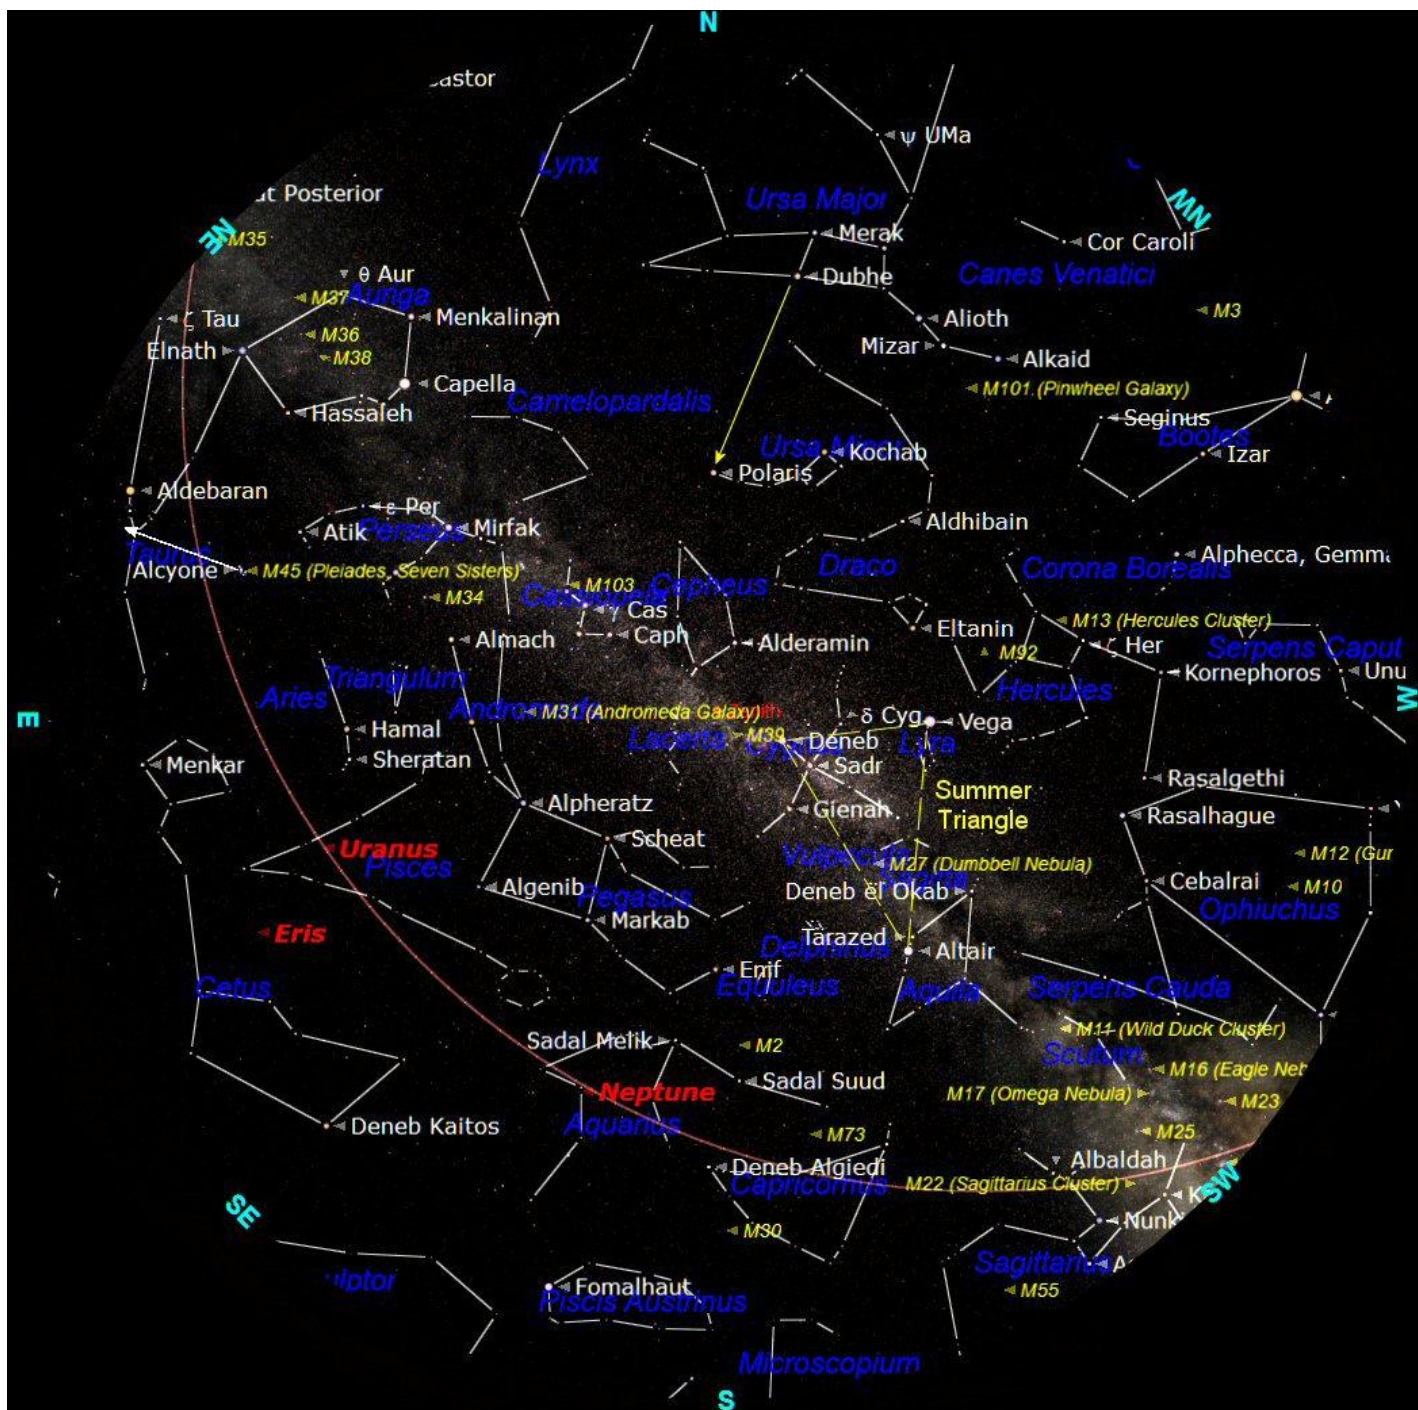 N
astor
ψ UMa
Lynx
at Posterior
Ursa Major
NW
NE
M35
Merak
Cor Caroli
θ Aur
Dubhe
Canes Venatici
M37
Auriga
ζ Tau
Menkalinan
Alioth
M3
M36
Elnath
Mizar
M38
Alkaid
Capella
M101 (Pinwheel Galaxy)
Camelopardalis
Hassaleh
Seginus
Bootes
Ursa Minor
Kochab
Izar
Polaris
Aldebaran
ε Per
Aldhibain
Atik
Perseus
Mirfak
Taurus
Alphecca, Gemma
Draco
Corona Borealis
Alcyone
M45 (Pleiades, Seven Sisters)
M103
Cepheus
Cassiopeia
M34
γ Cas
M13 (Hercules Cluster)
Eltanin
Caph
Almach
Alderamin
ζ Her
Serpens Caput
M92
Kornephoros
Unu
Triangulum
Aries
Hercules
W
Andromeda
M31 (Andromeda Galaxy)
Zenith
δ Cyg
Vega
E
Hamal
M39
Lacerta
Deneb
Cygnus
Lyra
Sheratan
Sadr
Menkar
Rasalgethi
Summer
Triangle
Alpheratz
Gienah
Rasalhague
Scheat
Uranus
Vulpecula
M12 (Gur
Pisces
M27 (Dumbbell Nebula)
Sagitta
Cebalrai
Algenib
Deneb el Okab
M10
Pegasus
Markab
Ophiuchus
Eris
Tarazed
Delphinus
Altair
Enif
Equuleus
Cetus
Aquila
Serpens Cauda
M11 (Wild Duck Cluster)
Sadal Melik
M2
Scutum
M16 (Eagle Neb
Sadal Suud
Neptune
M17 (Omega Nebula)
M23
Aquarius
Deneb Kaitos
M73
M25
Albaldah
Deneb Algiedi
Capricornus
M22 (Sagittarius Cluster)
SW
K
SE
Nunki
M30
Sagittarius
A
ulptor
Fomalhaut
Piscis Austrinus
M55
Microscopium
S